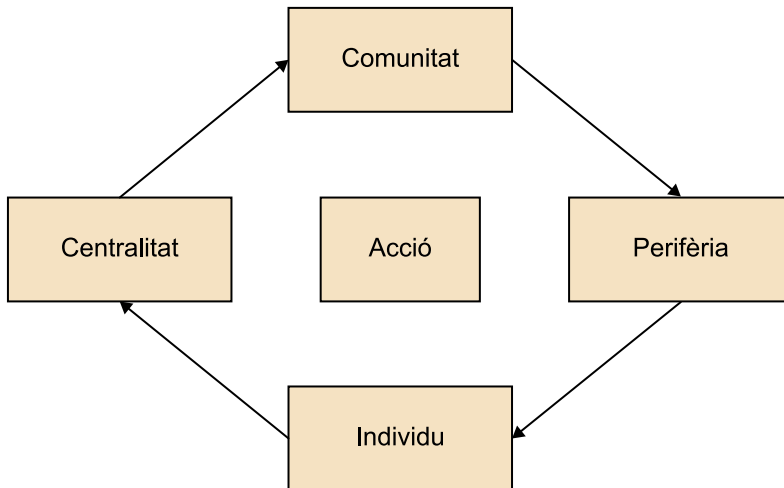 Comunitat
Centralitat
Acció
Perifèria
Individu